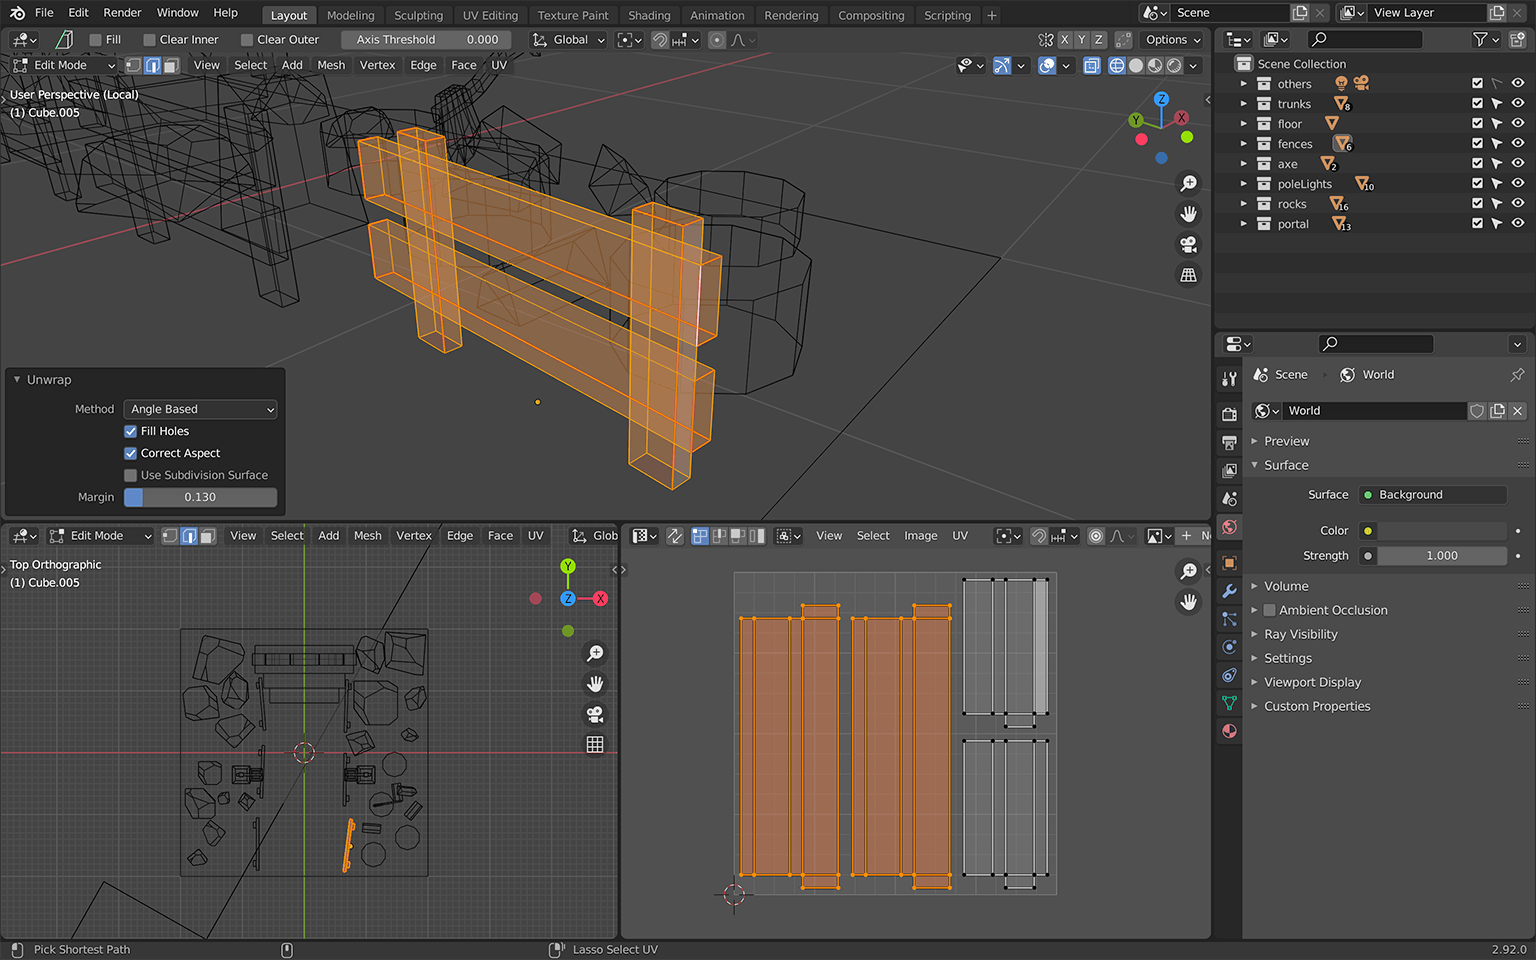 File Edit Render Window Help Layout Modeling Sculpting UV Editing Texture Paint Shading Animation Rendering Compositing Scripting + Scene View Layer
Fill Clear Inner Clear Outer Axis Threshold 0.000 Global X Y Z Options
Edit Mode View Select Add Mesh Vertex Edge Face UV
User Perspective (Local)
(1) Cube.005
Z
Y X
Unwrap
Method Angle Based
Fill Holes
Correct Aspect
Use Subdivision Surface
Margin 0.130
Edit Mode View Select Add Mesh Vertex Edge Face UV Glob
Top Orthographic
(1) Cube.005
Y
Z X
View Select Image UV + N
Scene Collection
others
trunks 8
floor
fences 6
axe 2
poleLights 10
rocks 16
portal 13
Scene World
World
Preview
Surface
Surface Background
Color
Strength 1.000
Volume
Ambient Occlusion
Ray Visibility
Settings
Viewport Display
Custom Properties
Pick Shortest Path Lasso Select UV 2.92.0